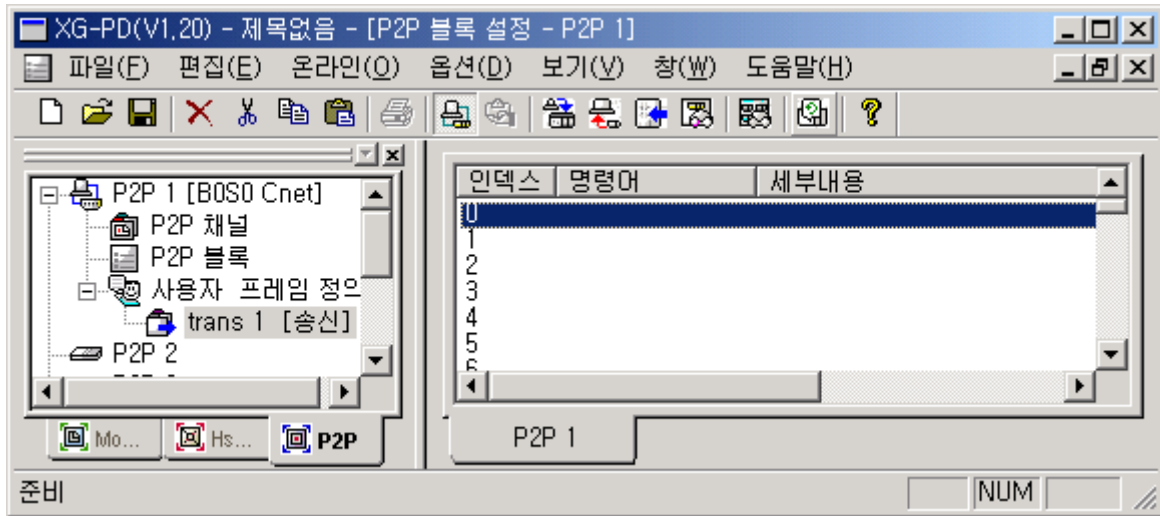 XG-PD(V1,20) - 제목없음 - [P2P 블록 설정 - P2P 1]
파일(F) 편집(E) 온라인(O) 옵션(D) 보기(V) 창(W) 도움말(H)
P2P 1 [B0S0 Cnet]
P2P 채널
P2P 블록
사용자 프레임 정의
trans 1 [송신]
P2P 2
Mo... Hs... P2P
인덱스 명령어 세부내용
0
1
2
3
4
5
6
P2P 1
준비 NUM